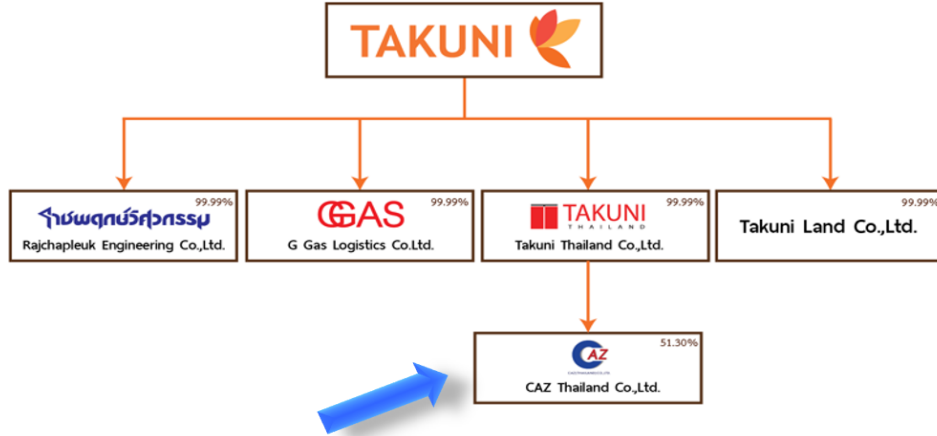 TAKUNI
99.99%
ราชพฤกษ์วิศวกรรม
Rajchapleuk Engineering Co.,Ltd.
99.99%
GGAS
G Gas Logistics Co.Ltd.
99.99%
TAKUNI
THAILAND
Takuni Thailand Co.,Ltd.
99.99%
Takuni Land Co.,Ltd.
51.30%
CAZ
CAZ Thailand Co.,Ltd.